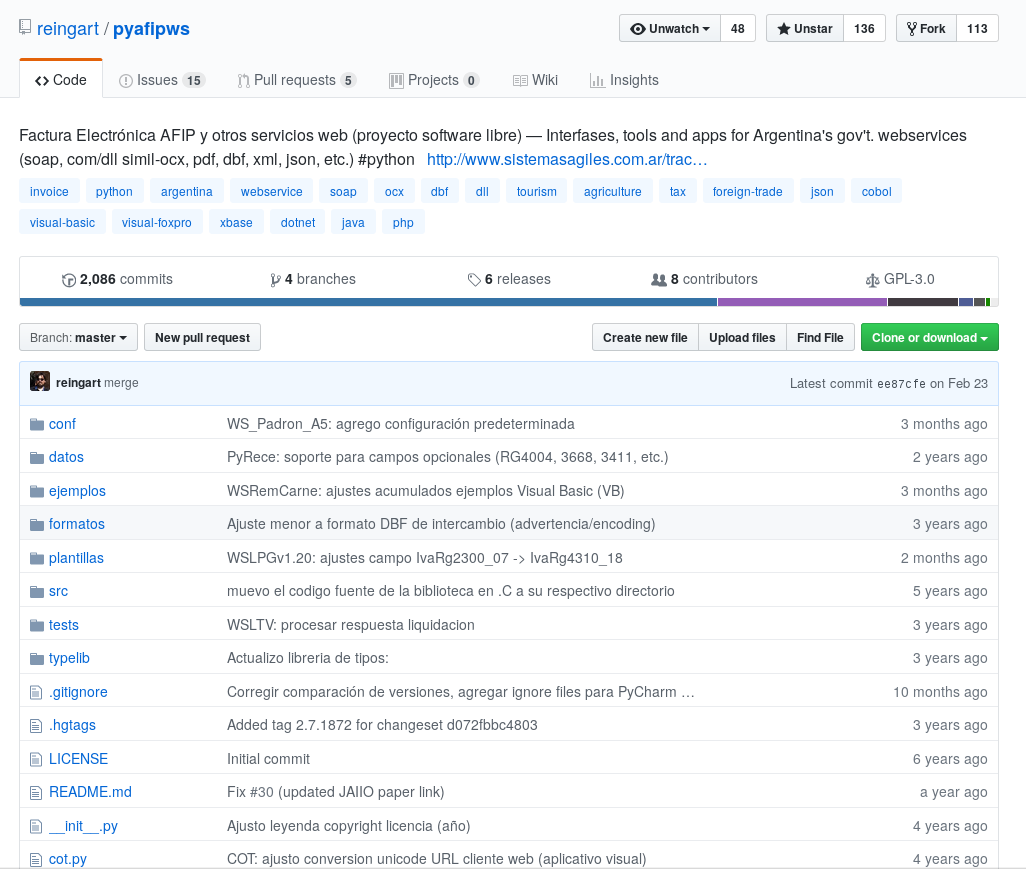 reingart / pyafipws Unwatch 48 Unstar 136 Fork 113
Code Issues 15 Pull requests 5 Projects 0 Wiki Insights
Factura Electrónica AFIP y otros servicios web (proyecto software libre) — Interfases, tools and apps for Argentina's gov't. webservices
(soap, com/dll simil-ocx, pdf, dbf, xml, json, etc.) #python http://www.sistemasagiles.com.ar/trac…
invoice python argentina webservice soap ocx dbf dll tourism agriculture tax foreign-trade json cobol
visual-basic visual-foxpro xbase dotnet java php
2,086 commits 4 branches 6 releases 8 contributors GPL-3.0
Branch: master New pull request Create new file Upload files Find File Clone or download
reingart merge Latest commit ee87cfe on Feb 23
conf WS_Padron_A5: agrego configuración predeterminada 3 months ago
datos PyRece: soporte para campos opcionales (RG4004, 3668, 3411, etc.) 2 years ago
ejemplos WSRemCarne: ajustes acumulados ejemplos Visual Basic (VB) 3 months ago
formatos Ajuste menor a formato DBF de intercambio (advertencia/encoding) 3 years ago
plantillas WSLPGv1.20: ajustes campo IvaRg2300_07 -> IvaRg4310_18 2 months ago
src muevo el codigo fuente de la biblioteca en .C a su respectivo directorio 5 years ago
tests WSLTV: procesar respuesta liquidacion 3 years ago
typelib Actualizo libreria de tipos: 3 years ago
.gitignore Corregir comparación de versiones, agregar ignore files para PyCharm … 10 months ago
.hgtags Added tag 2.7.1872 for changeset d072fbbc4803 3 years ago
LICENSE Initial commit 6 years ago
README.md Fix #30 (updated JAIIO paper link) a year ago
__init__.py Ajusto leyenda copyright licencia (año) 4 years ago
cot.py COT: ajusto conversion unicode URL cliente web (aplicativo visual) 4 years ago